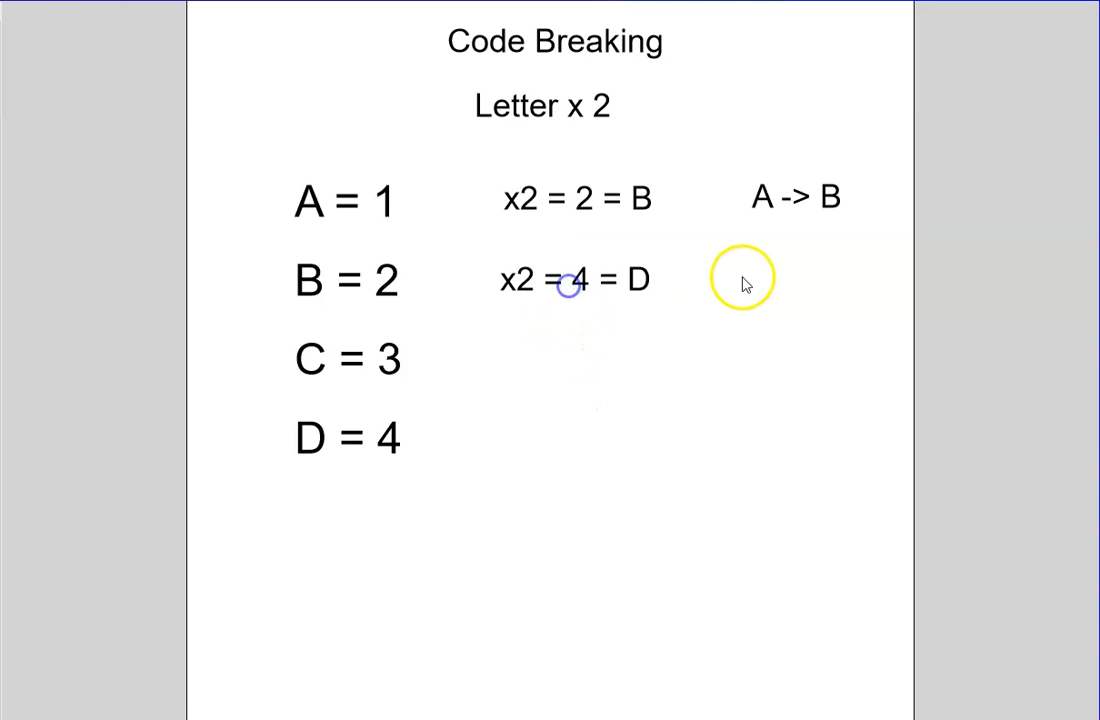 Code Breaking
Letter x 2
A = 1 x2 = 2 = B A -> B
B = 2 x2 = 4 = D
C = 3
D = 4